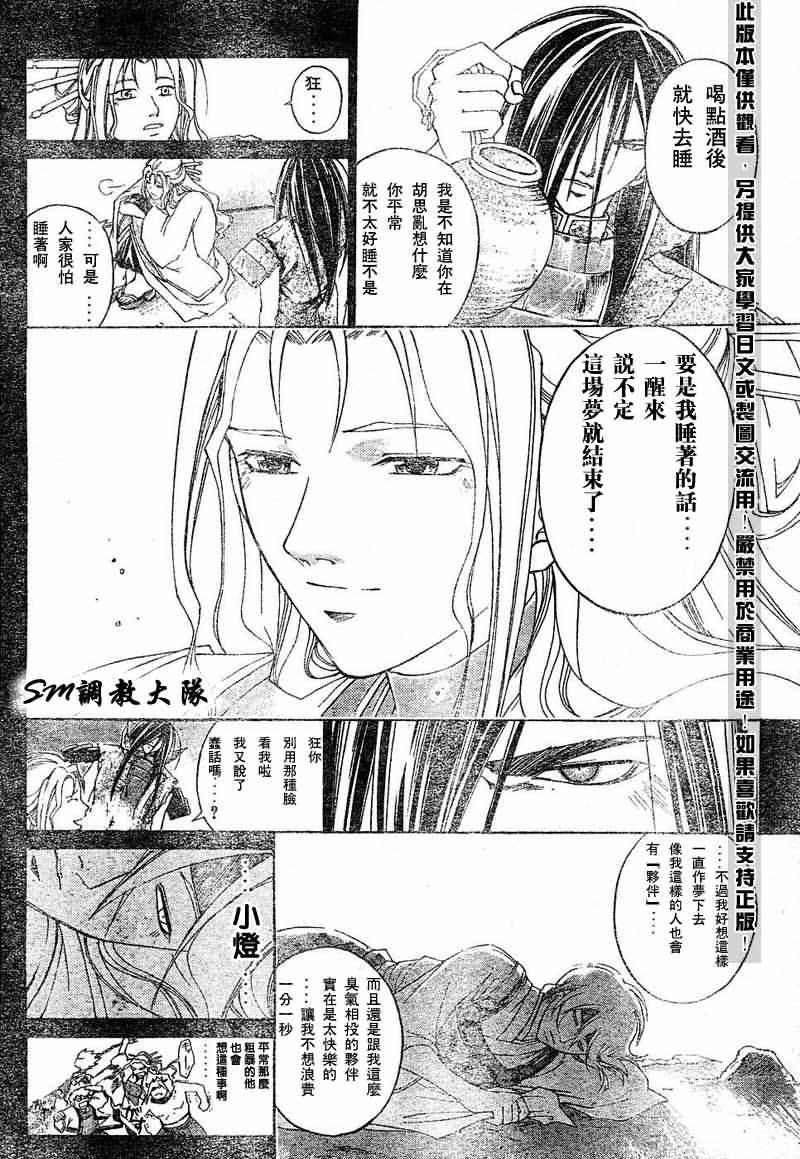 喝點酒後
就快去睡
我是不知道你在
胡思亂想什麼
你平常
就不太好睡不是
狂....
....可是....
人家很怕
睡著啊
要是我睡著的話....
一醒來
說不定
這場夢就結束了....
狂你
別用那種臉
看我啦
我又說了
蠢話嗎...?
....不過我好想這樣
一直作夢下去
像我這樣的人也會
有『夥伴』....
而且還是跟我這麼
臭氣相投的夥伴
實在是太快樂的
....讓我不想浪費
一分一秒
......小燈......
平常那麼
粗暴的他
也會
想這種事啊
SM調教大隊
此版本僅供觀看，另提供大家學習日文或製圖交流用！嚴禁用於商業用途！如果喜歡請支持正版！